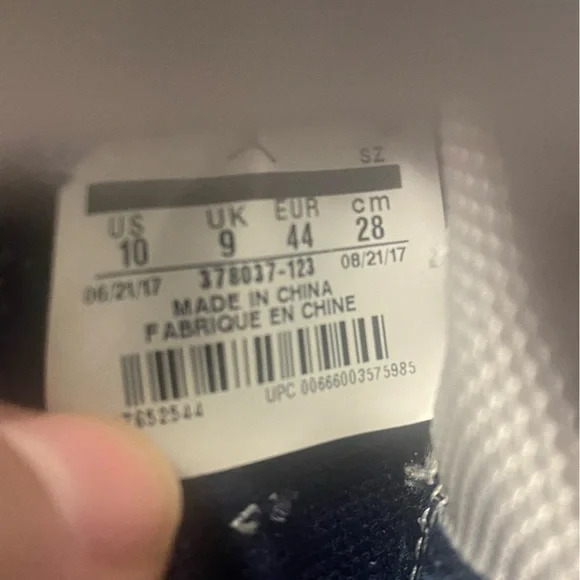 SZ
US UK EUR cm
10 9 44 28
06/21/17 378037-123 08/21/17
MADE IN CHINA
FABRIQUE EN CHINE
7652544
UPC 00666003575985